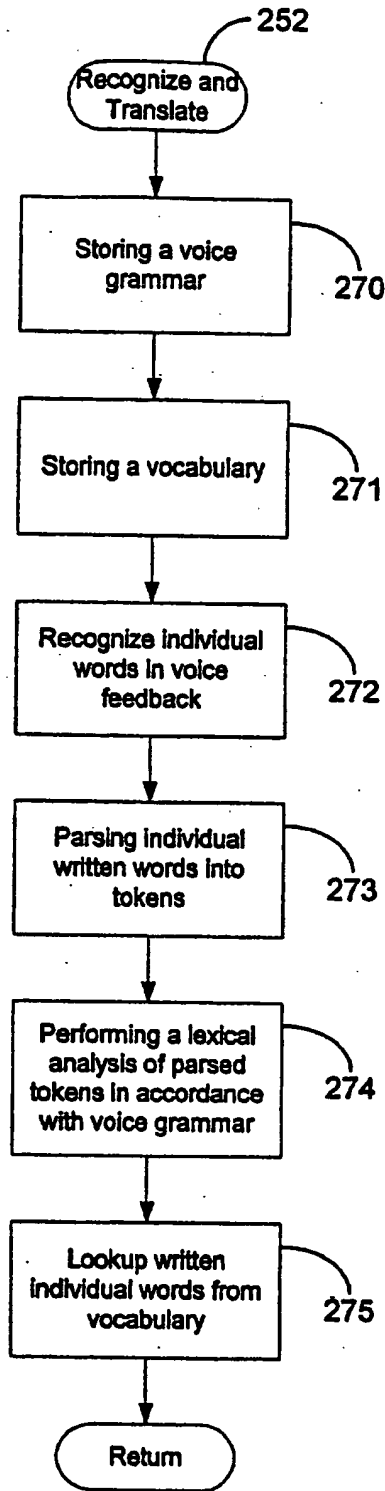 252
Recognize and
Translate
Storing a voice
grammar
270
Storing a vocabulary
271
Recognize individual
words in voice
feedback
272
Parsing individual
written words into
tokens
273
Performing a lexical
analysis of parsed
tokens in accordance
with voice grammar
274
Lookup written
individual words from
vocabulary
275
Return